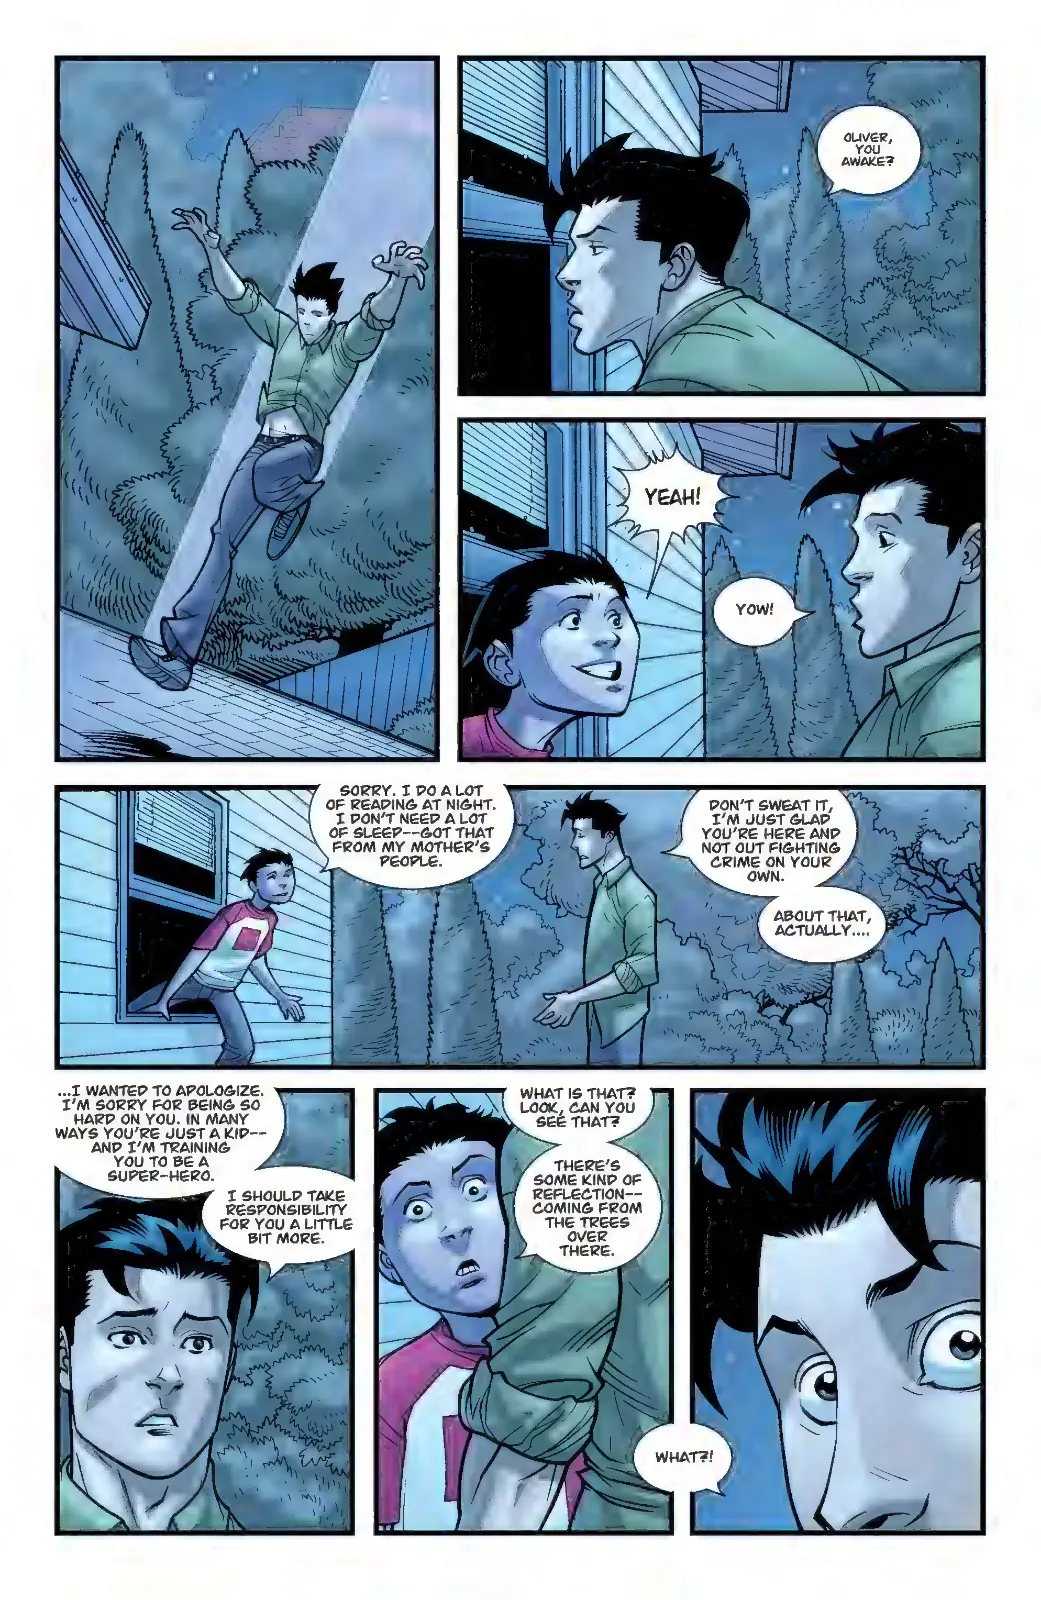 OLIVER,
YOU
AWAKE?
YEAH!
YOW!
SORRY. I DO A LOT
OF READING AT NIGHT.
I DON'T NEED A LOT
OF SLEEP--GOT THAT
FROM MY MOTHER'S
PEOPLE.
DON'T SWEAT IT,
I'M JUST GLAD
YOU'RE HERE AND
NOT OUT FIGHTING
CRIME ON YOUR
OWN.
ABOUT THAT,
ACTUALLY....
...I WANTED TO APOLOGIZE.
I'M SORRY FOR BEING SO
HARD ON YOU. IN MANY
WAYS YOU'RE JUST A KID--
AND I'M TRAINING
YOU TO BE A
SUPER-HERO.
I SHOULD TAKE
RESPONSIBILITY
FOR YOU A LITTLE
BIT MORE.
WHAT IS THAT?
LOOK, CAN YOU
SEE THAT?
THERE'S
SOME KIND OF
REFLECTION--
COMING FROM
THE TREES
OVER
THERE.
WHAT?!